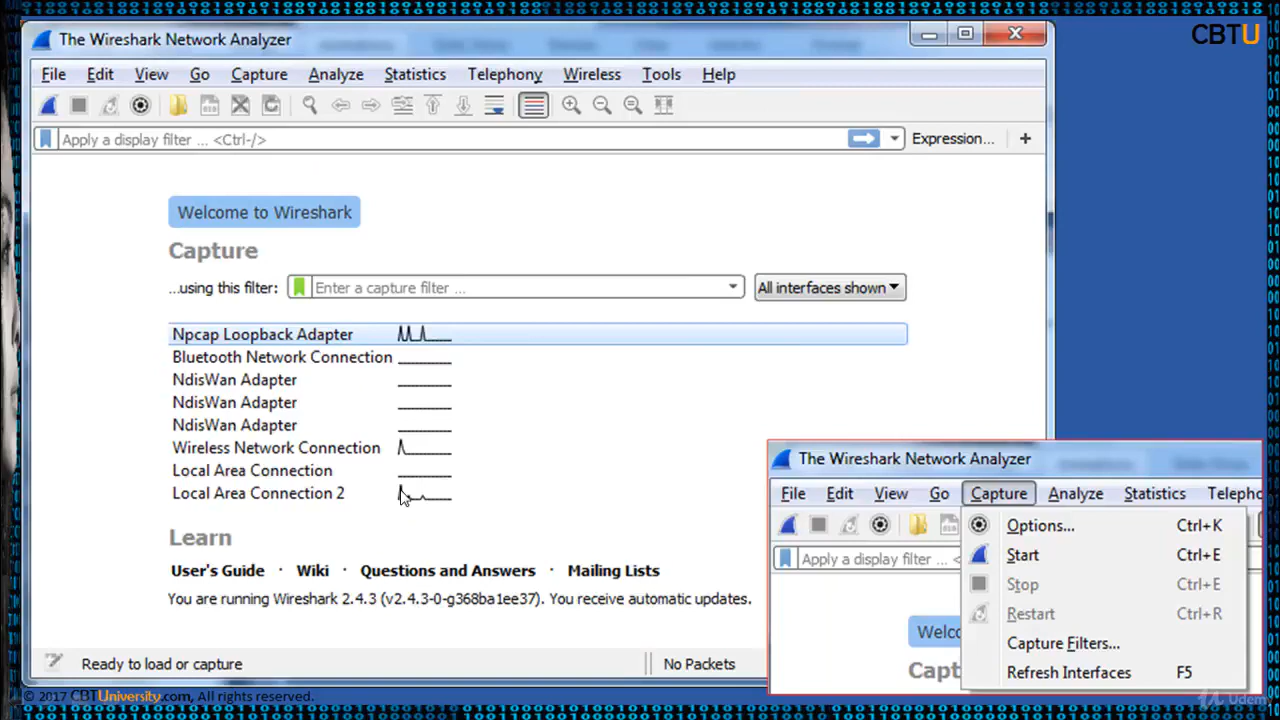 CBTU
The Wireshark Network Analyzer
File Edit View Go Capture Analyze Statistics Telephony Wireless Tools Help
Apply a display filter ... <Ctrl-/> Expression... +
Welcome to Wireshark
Capture
...using this filter: Enter a capture filter ... All interfaces shown
Npcap Loopback Adapter
Bluetooth Network Connection
NdisWan Adapter
NdisWan Adapter
NdisWan Adapter
Wireless Network Connection
Local Area Connection
Local Area Connection 2
Learn
User's Guide · Wiki · Questions and Answers · Mailing Lists
You are running Wireshark 2.4.3 (v2.4.3-0-g368ba1ee37). You receive automatic updates.
Ready to load or capture No Packets
The Wireshark Network Analyzer
File Edit View Go Capture Analyze Statistics Telepho
Options... Ctrl+K
Apply a display filter ... <
Start Ctrl+E
Stop Ctrl+E
Restart Ctrl+R
Welco
Capture Filters... 
Capt
Refresh Interfaces F5
© 2017 CBTUniversity.com, All rights reserved.
Udemy